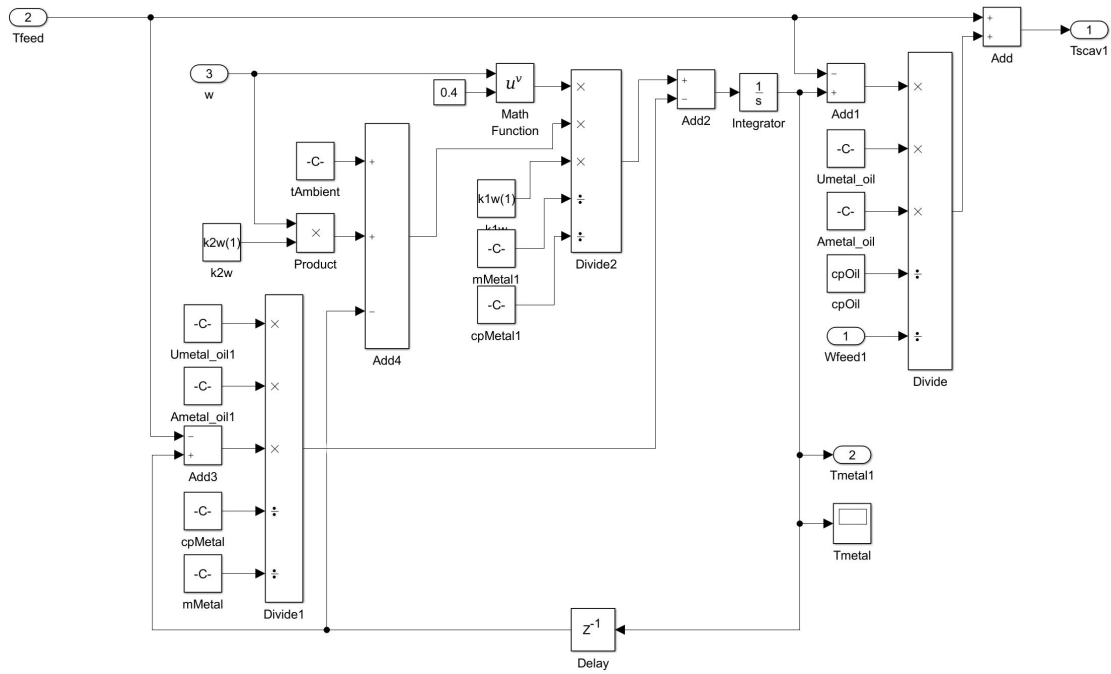 2
Tfeed
+
+
Add
1
Tscav1
3
w
0.4
u^v
Math
Function
×
×
×
÷
÷
Divide2
+
−
Add2
1
s
Integrator
−
+
Add1
×
×
×
÷
÷
Divide
-C-
Umetal_oil
-C-
Ametal_oil
cpOil
cpOil
1
Wfeed1
-C-
tAmbient
k2w(1)
k2w
×
Product
+
+
−
Add4
k1w(1)
k1w
-C-
mMetal1
-C-
cpMetal1
-C-
Umetal_oil1
-C-
Ametal_oil1
−
+
Add3
-C-
cpMetal
-C-
mMetal
×
×
×
÷
÷
Divide1
2
Tmetal1
Tmetal
Z^-1
Delay